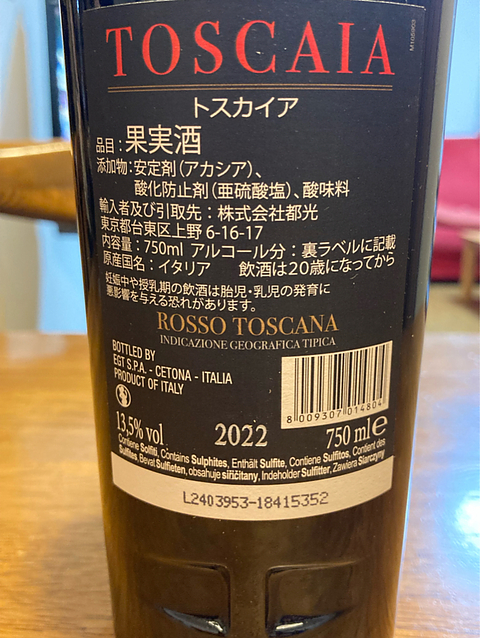 M105903
TOSCAIA
トスカイア
品目：果実酒
添加物：安定剤（アカシア）、
酸化防止剤（亜硫酸塩）、酸味料
輸入者及び引取先：株式会社都光
東京都台東区上野6-16-17
内容量：750ml アルコール分：裏ラベルに記載
原産国名：イタリア 飲酒は20歳になってから
妊娠中や授乳期の飲酒は胎児・乳児の発育に
悪影響を与える恐れがあります。
ROSSO TOSCANA
INDICAZIONE GEOGRAFICA TIPICA
BOTTLED BY
EGT S.P.A. - CETONA - ITALIA
PRODUCT OF ITALY
8 009307 014804
13.5% vol 2022 750 ml e
Contiene Solfiti, Contains Sulphites, Enthält Sulfite, Contiene Sulfitos, Contient des
Sulfites, Bevat Sulfieten, obsahuje siřičitany, Indeholder Sulfitter, Zawiera Siarczyny
L2403953-18415352